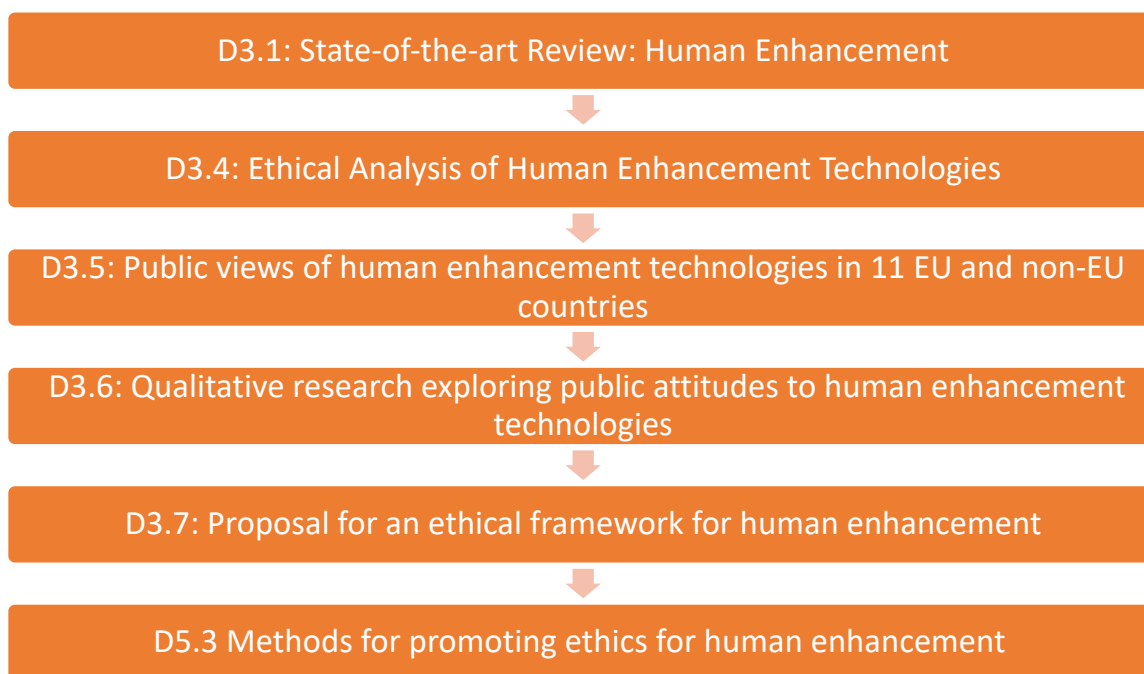 D3.1: State-of-the-art Review: Human Enhancement
D3.4: Ethical Analysis of Human Enhancement Technologies
D3.5: Public views of human enhancement technologies in 11 EU and non-EU
countries
D3.6: Qualitative research exploring public attitudes to human enhancement
technologies
D3.7: Proposal for an ethical framework for human enhancement
D5.3 Methods for promoting ethics for human enhancement